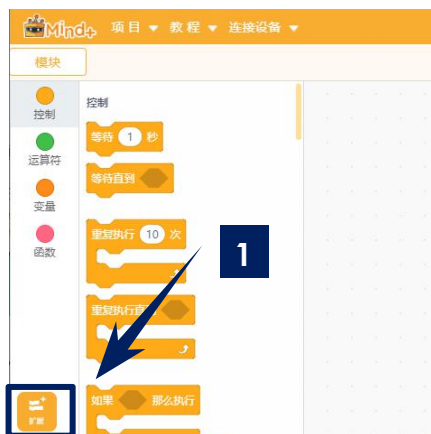 Mind+ 项目 教程 连接设备
模块
控制
运算符
变量
函数
扩展
控制
等待 1 秒
等待直到
重复执行 10 次
重复执行直到
如果 那么执行
1